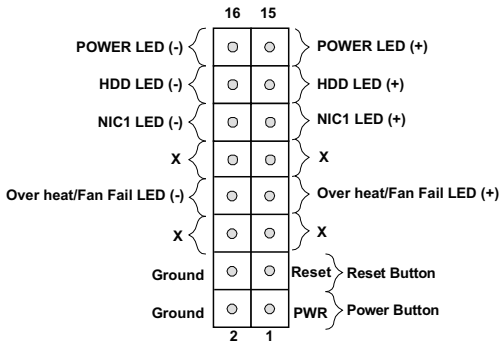 16 15
POWER LED (-) POWER LED (+)
HDD LED (-) HDD LED (+)
NIC1 LED (-) NIC1 LED (+)
X X
Over heat/Fan Fail LED (-) Over heat/Fan Fail LED (+)
X X
Ground Reset Reset Button
Ground PWR Power Button
2 1